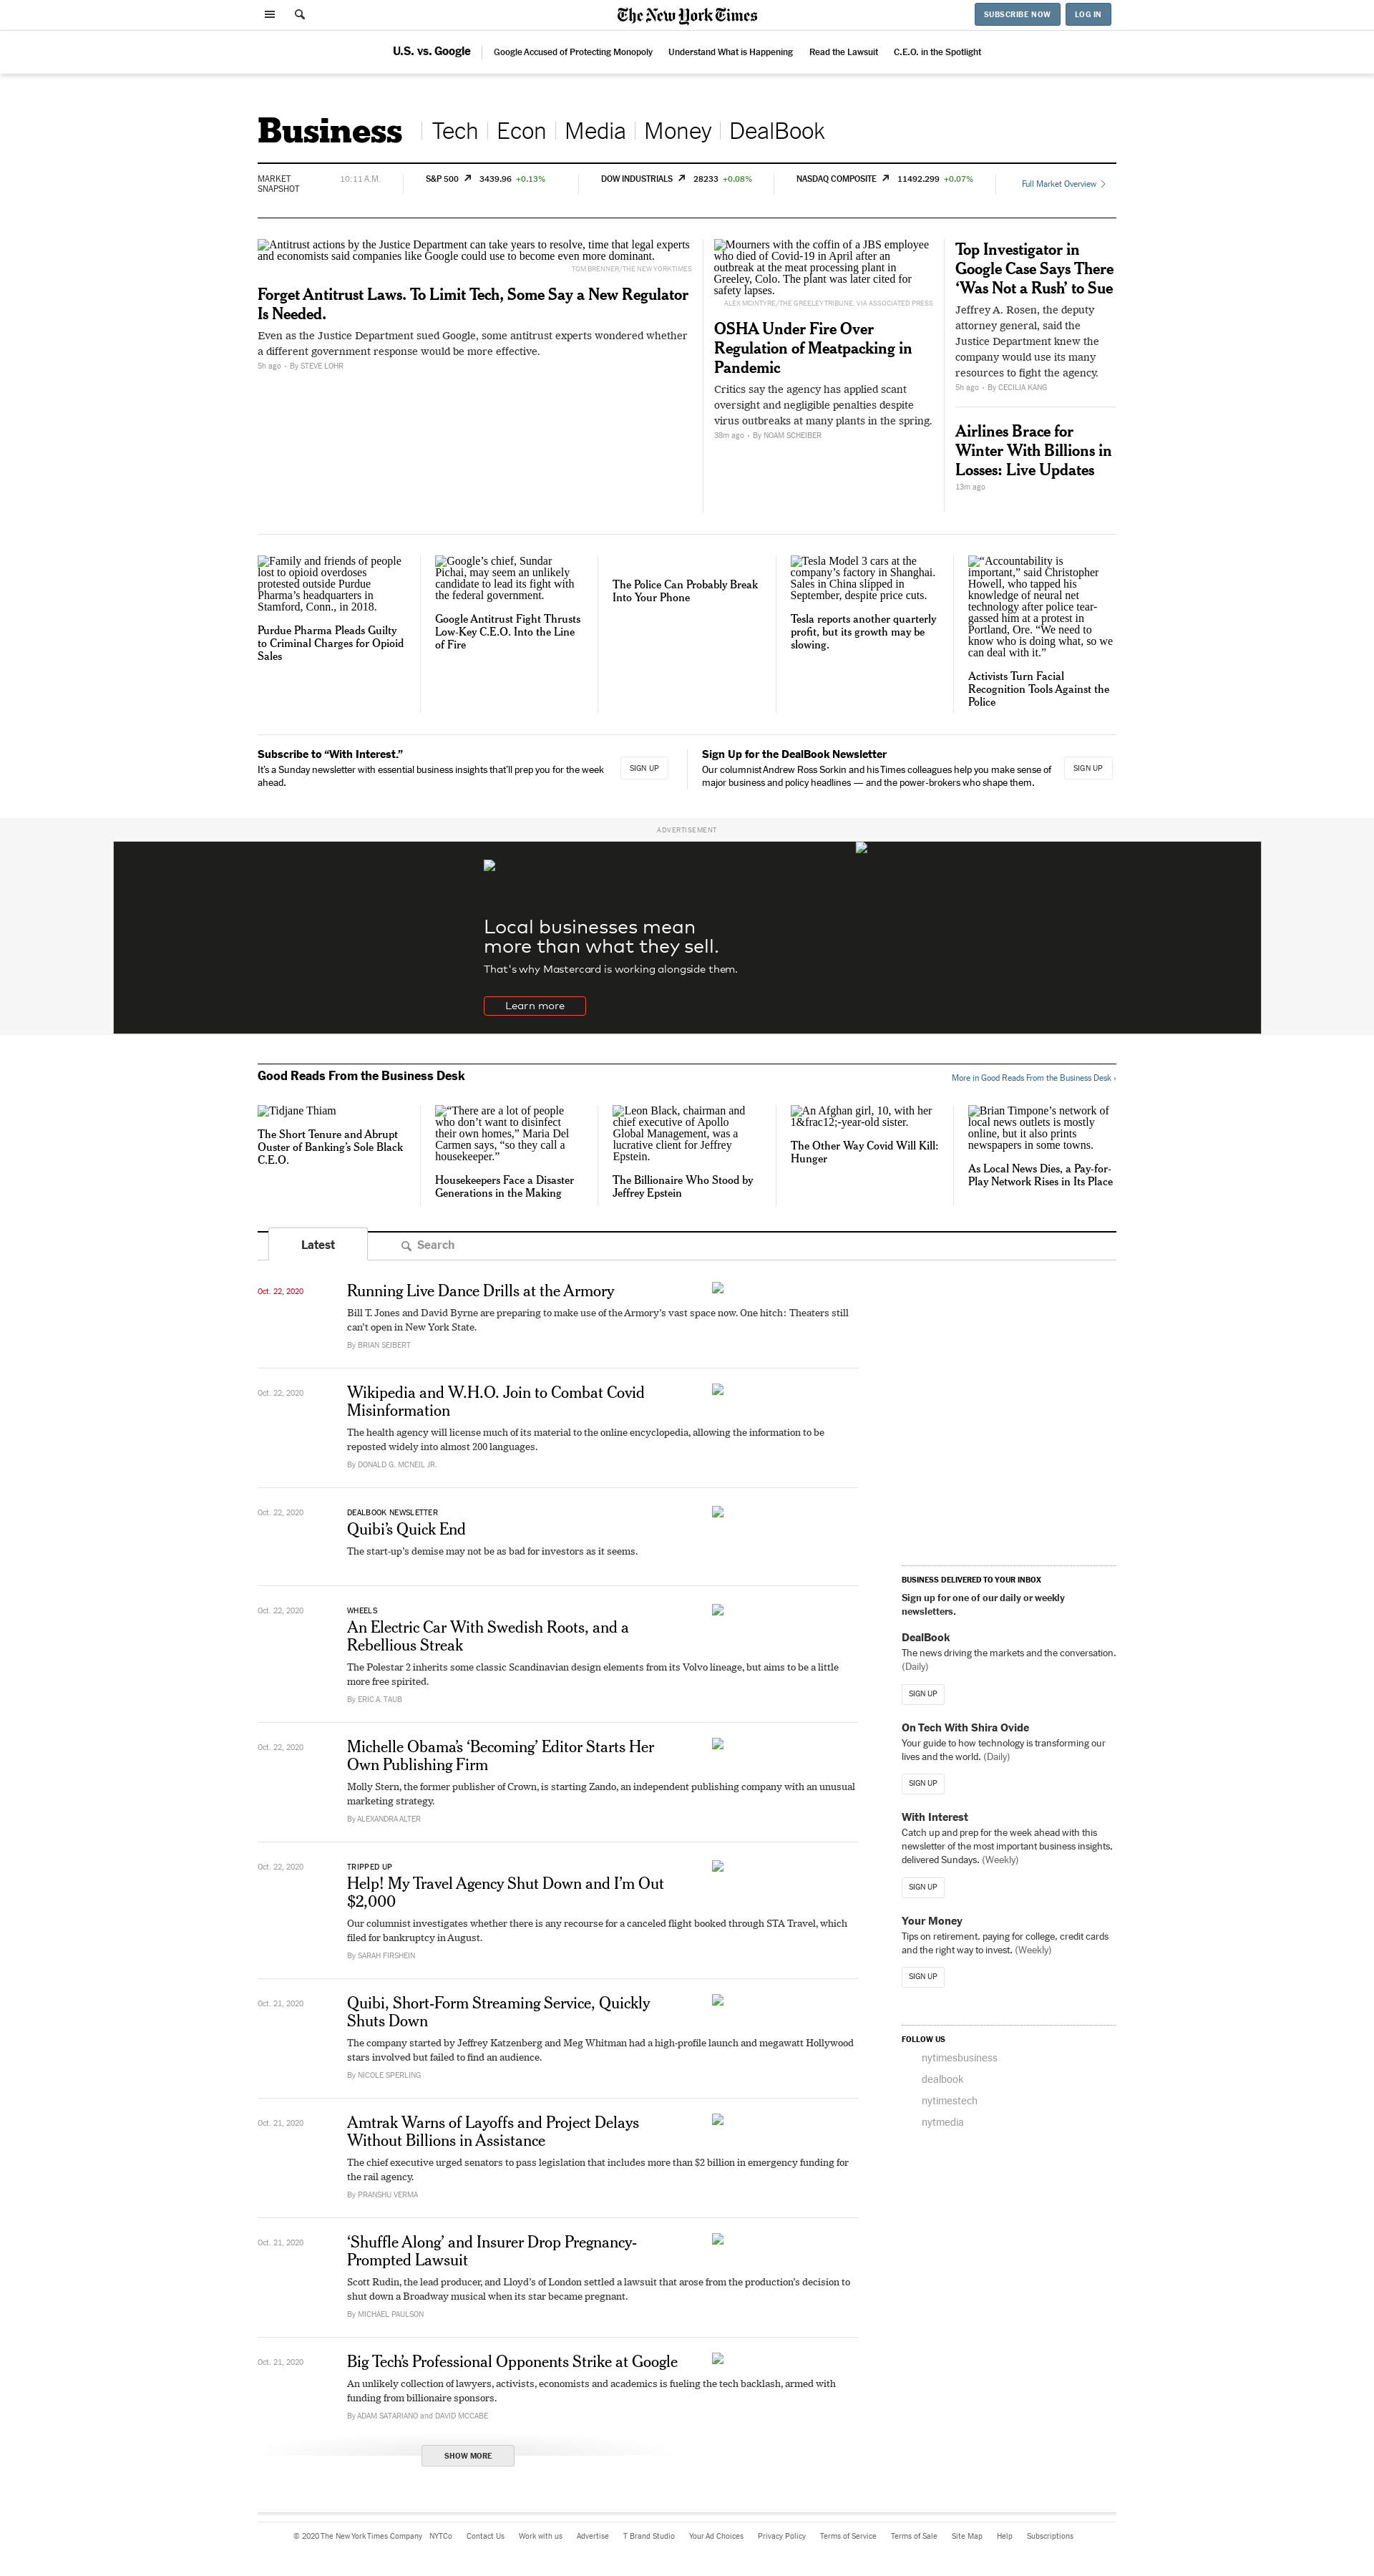 The New York Times
SUBSCRIBE NOW
LOG IN
U.S. vs. Google
Google Accused of Protecting Monopoly
Understand What is Happening
Read the Lawsuit
C.E.O. in the Spotlight
Business
Tech
Econ
Media
Money
DealBook
MARKET
SNAPSHOT
10:11 A.M.
S&P 500 3439.96 +0.13%
DOW INDUSTRIALS 28233 +0.08%
NASDAQ COMPOSITE 11492.299 +0.07%
Full Market Overview
Antitrust actions by the Justice Department can take years to resolve, time that legal experts
and economists said companies like Google could use to become even more dominant.
TOM BRENNER/THE NEW YORK TIMES
Forget Antitrust Laws. To Limit Tech, Some Say a New Regulator
Is Needed.
Even as the Justice Department sued Google, some antitrust experts wondered whether
a different government response would be more effective.
5h ago • By STEVE LOHR
Mourners with the coffin of a JBS employee
who died of Covid-19 in April after an
outbreak at the meat processing plant in
Greeley, Colo. The plant was later cited for
safety lapses.
ALEX MCINTYRE/THE GREELEY TRIBUNE, VIA ASSOCIATED PRESS
OSHA Under Fire Over
Regulation of Meatpacking in
Pandemic
Critics say the agency has applied scant
oversight and negligible penalties despite
virus outbreaks at many plants in the spring.
38m ago • By NOAM SCHEIBER
Top Investigator in
Google Case Says There
‘Was Not a Rush’ to Sue
Jeffrey A. Rosen, the deputy
attorney general, said the
Justice Department knew the
company would use its many
resources to fight the agency.
5h ago • By CECILIA KANG
Airlines Brace for
Winter With Billions in
Losses: Live Updates
13m ago
Family and friends of people
lost to opioid overdoses
protested outside Purdue
Pharma’s headquarters in
Stamford, Conn., in 2018.
Purdue Pharma Pleads Guilty
to Criminal Charges for Opioid
Sales
Google’s chief, Sundar
Pichai, may seem an unlikely
candidate to lead its fight with
the federal government.
Google Antitrust Fight Thrusts
Low-Key C.E.O. Into the Line
of Fire
The Police Can Probably Break
Into Your Phone
Tesla Model 3 cars at the
company’s factory in Shanghai.
Sales in China slipped in
September, despite price cuts.
Tesla reports another quarterly
profit, but its growth may be
slowing.
“Accountability is
important,” said Christopher
Howell, who tapped his
knowledge of neural net
technology after police tear-
gassed him at a protest in
Portland, Ore. “We need to
know who is doing what, so we
can deal with it.”
Activists Turn Facial
Recognition Tools Against the
Police
Subscribe to “With Interest.”
It’s a Sunday newsletter with essential business insights that’ll prep you for the week
ahead.
SIGN UP
Sign Up for the DealBook Newsletter
Our columnist Andrew Ross Sorkin and his Times colleagues help you make sense of
major business and policy headlines — and the power-brokers who shape them.
SIGN UP
ADVERTISEMENT
Local businesses mean
more than what they sell.
That's why Mastercard is working alongside them.
Learn more
Good Reads From the Business Desk
More in Good Reads From the Business Desk ›
Tidjane Thiam
The Short Tenure and Abrupt
Ouster of Banking’s Sole Black
C.E.O.
“There are a lot of people
who don’t want to disinfect
their own homes,” Maria Del
Carmen says, “so they call a
housekeeper.”
Housekeepers Face a Disaster
Generations in the Making
Leon Black, chairman and
chief executive of Apollo
Global Management, was a
lucrative client for Jeffrey
Epstein.
The Billionaire Who Stood by
Jeffrey Epstein
An Afghan girl, 10, with her
1&frac12;-year-old sister.
The Other Way Covid Will Kill:
Hunger
Brian Timpone’s network of
local news outlets is mostly
online, but it also prints
newspapers in some towns.
As Local News Dies, a Pay-for-
Play Network Rises in Its Place
Latest
Search
Oct. 22, 2020
Running Live Dance Drills at the Armory
Bill T. Jones and David Byrne are preparing to make use of the Armory’s vast space now. One hitch: Theaters still
can’t open in New York State.
By BRIAN SEIBERT
Oct. 22, 2020
Wikipedia and W.H.O. Join to Combat Covid
Misinformation
The health agency will license much of its material to the online encyclopedia, allowing the information to be
reposted widely into almost 200 languages.
By DONALD G. MCNEIL JR.
Oct. 22, 2020
DEALBOOK NEWSLETTER
Quibi’s Quick End
The start-up’s demise may not be as bad for investors as it seems.
Oct. 22, 2020
WHEELS
An Electric Car With Swedish Roots, and a
Rebellious Streak
The Polestar 2 inherits some classic Scandinavian design elements from its Volvo lineage, but aims to be a little
more free spirited.
By ERIC A. TAUB
Oct. 22, 2020
Michelle Obama’s ‘Becoming’ Editor Starts Her
Own Publishing Firm
Molly Stern, the former publisher of Crown, is starting Zando, an independent publishing company with an unusual
marketing strategy.
By ALEXANDRA ALTER
Oct. 22, 2020
TRIPPED UP
Help! My Travel Agency Shut Down and I’m Out
$2,000
Our columnist investigates whether there is any recourse for a canceled flight booked through STA Travel, which
filed for bankruptcy in August.
By SARAH FIRSHEIN
Oct. 21, 2020
Quibi, Short-Form Streaming Service, Quickly
Shuts Down
The company started by Jeffrey Katzenberg and Meg Whitman had a high-profile launch and megawatt Hollywood
stars involved but failed to find an audience.
By NICOLE SPERLING
Oct. 21, 2020
Amtrak Warns of Layoffs and Project Delays
Without Billions in Assistance
The chief executive urged senators to pass legislation that includes more than $2 billion in emergency funding for
the rail agency.
By PRANSHU VERMA
Oct. 21, 2020
‘Shuffle Along’ and Insurer Drop Pregnancy-
Prompted Lawsuit
Scott Rudin, the lead producer, and Lloyd’s of London settled a lawsuit that arose from the production’s decision to
shut down a Broadway musical when its star became pregnant.
By MICHAEL PAULSON
Oct. 21, 2020
Big Tech’s Professional Opponents Strike at Google
An unlikely collection of lawyers, activists, economists and academics is fueling the tech backlash, armed with
funding from billionaire sponsors.
By ADAM SATARIANO and DAVID MCCABE
SHOW MORE
BUSINESS DELIVERED TO YOUR INBOX
Sign up for one of our daily or weekly
newsletters.
DealBook
The news driving the markets and the conversation.
(Daily)
SIGN UP
On Tech With Shira Ovide
Your guide to how technology is transforming our
lives and the world. (Daily)
SIGN UP
With Interest
Catch up and prep for the week ahead with this
newsletter of the most important business insights,
delivered Sundays. (Weekly)
SIGN UP
Your Money
Tips on retirement, paying for college, credit cards
and the right way to invest. (Weekly)
SIGN UP
FOLLOW US
nytimesbusiness
dealbook
nytimestech
nytmedia
© 2020 The New York Times Company
NYTCo
Contact Us
Work with us
Advertise
T Brand Studio
Your Ad Choices
Privacy Policy
Terms of Service
Terms of Sale
Site Map
Help
Subscriptions